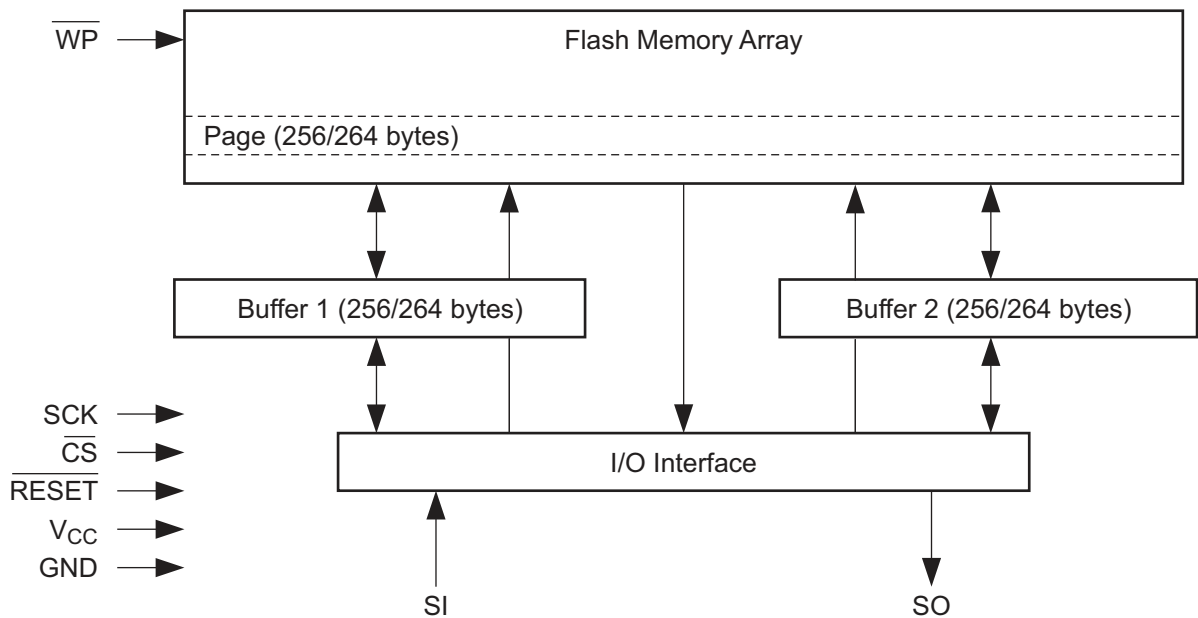 WP
Flash Memory Array
Page (256/264 bytes)
Buffer 1 (256/264 bytes)
Buffer 2 (256/264 bytes)
SCK
CS
RESET
VCC
GND
I/O Interface
SI
SO